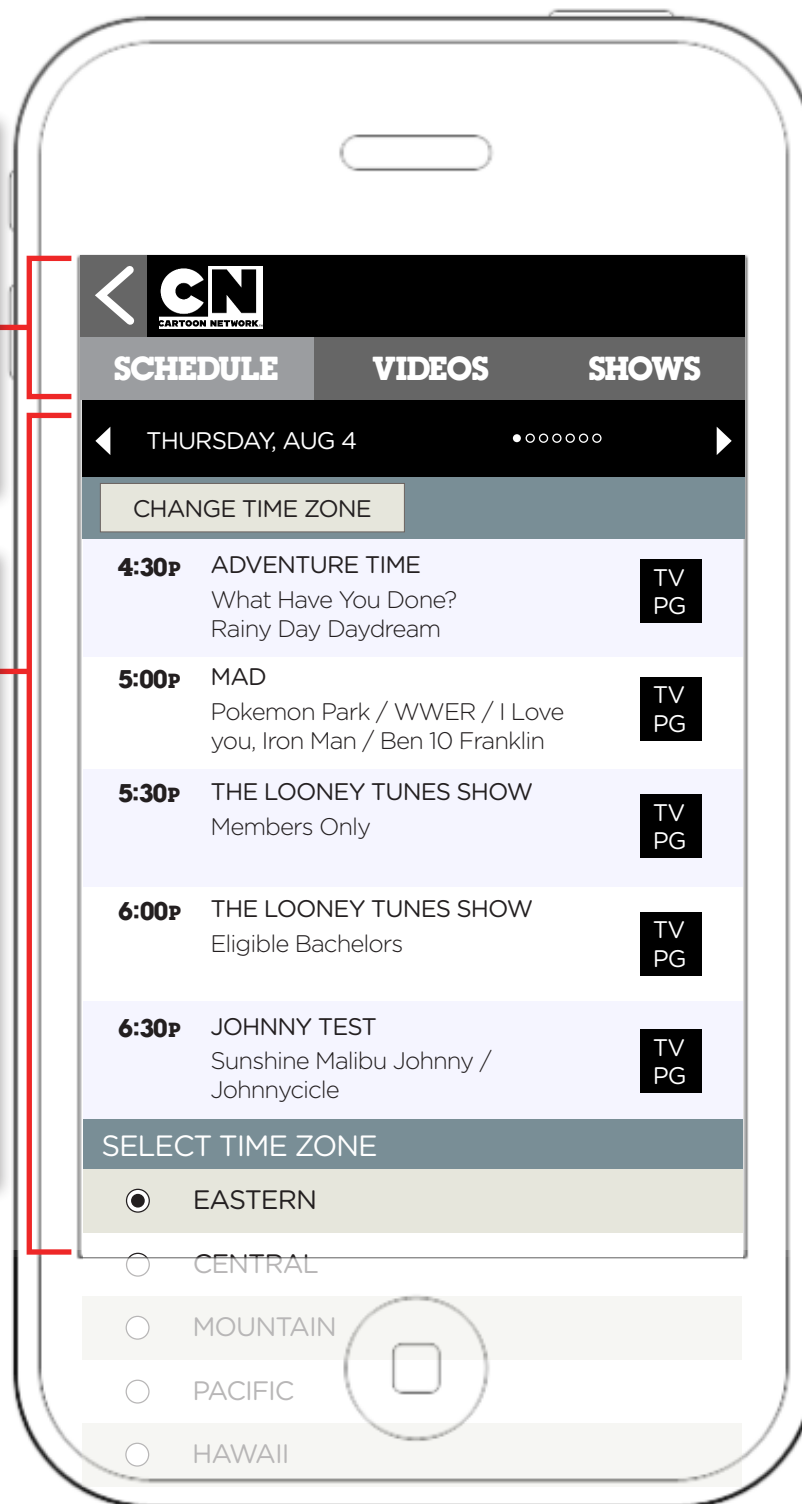 CN
CARTOON NETWORK
SCHEDULE VIDEOS SHOWS
THURSDAY, AUG 4
CHANGE TIME ZONE
4:30P ADVENTURE TIME
What Have You Done?
Rainy Day Daydream
TV
PG
5:00P MAD
Pokemon Park / WWER / I Love
you, Iron Man / Ben 10 Franklin
TV
PG
5:30P THE LOONEY TUNES SHOW
Members Only
TV
PG
6:00P THE LOONEY TUNES SHOW
Eligible Bachelors
TV
PG
6:30P JOHNNY TEST
Sunshine Malibu Johnny /
Johnnycicle
TV
PG
SELECT TIME ZONE
EASTERN
CENTRAL
MOUNTAIN
PACIFIC
HAWAII